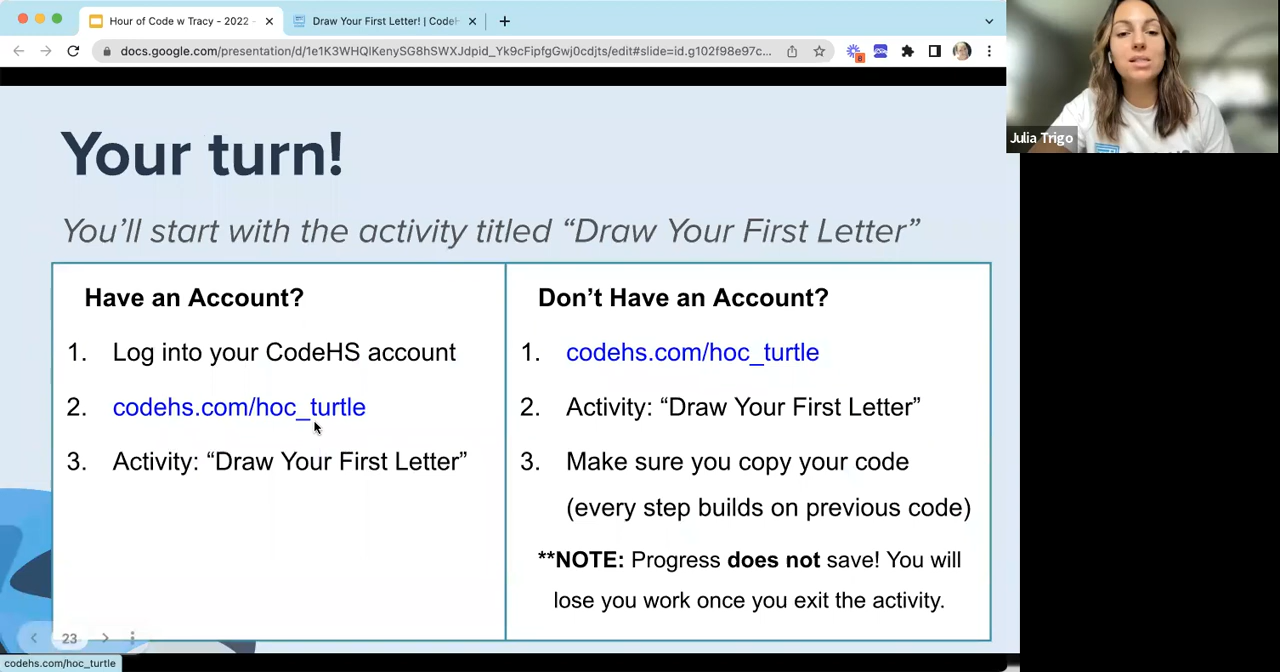 Hour of Code w Tracy - 2022 -
Draw Your First Letter! | CodeH
docs.google.com/presentation/d/1e1K3WHQlKenySG8hSWXJdpid_Yk9cFipfgGwj0cdjts/edit#slide=id.g102f98e97c...
8
Julia Trigo
Your turn!
You’ll start with the activity titled “Draw Your First Letter”
Have an Account?
1. Log into your CodeHS account
2. codehs.com/hoc_turtle
3. Activity: “Draw Your First Letter”
Don’t Have an Account?
1. codehs.com/hoc_turtle
2. Activity: “Draw Your First Letter”
3. Make sure you copy your code
(every step builds on previous code)
**NOTE: Progress does not save! You will
lose you work once you exit the activity.
23
codehs.com/hoc_turtle